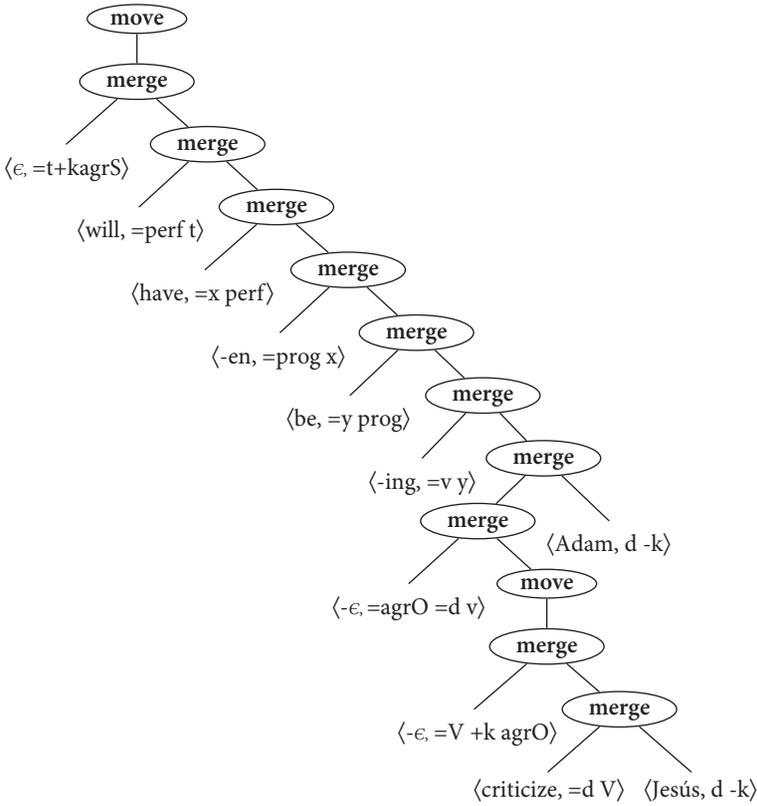 move
merge
merge
⟨ϵ, =t+kagrS⟩
merge
⟨will, =perf t⟩
merge
⟨have, =x perf⟩
merge
⟨-en, =prog x⟩
merge
⟨be, =y prog⟩
merge
⟨-ing, =v y⟩
merge
⟨Adam, d -k⟩
move
⟨-ϵ, =agrO =d v⟩
merge
merge
⟨-ϵ, =V +k agrO⟩
⟨criticize, =d V⟩ ⟨Jesús, d -k⟩